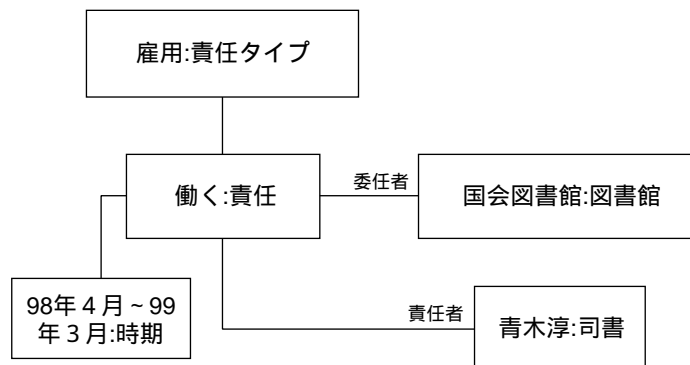 雇用:責任タイプ
働く:責任
委任者
国会図書館:図書館
98年４月~99
年３月:時期
責任者
青木淳:司書